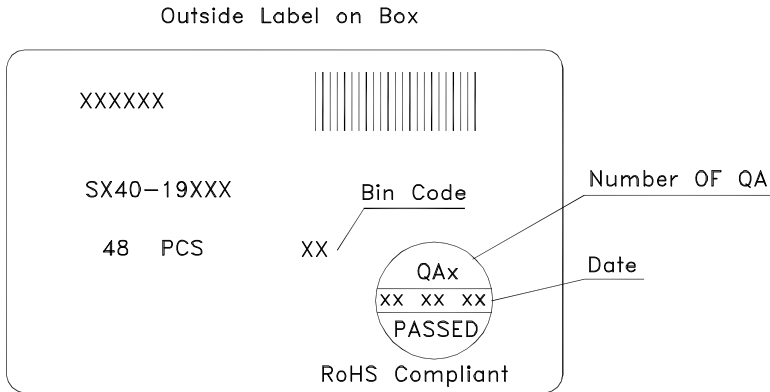 Outside Label on Box
XXXXXX
SX40-19XXX
Bin Code
Number OF QA
48 PCS
XX
QAx
Date
XX XX XX
PASSED
RoHS Compliant